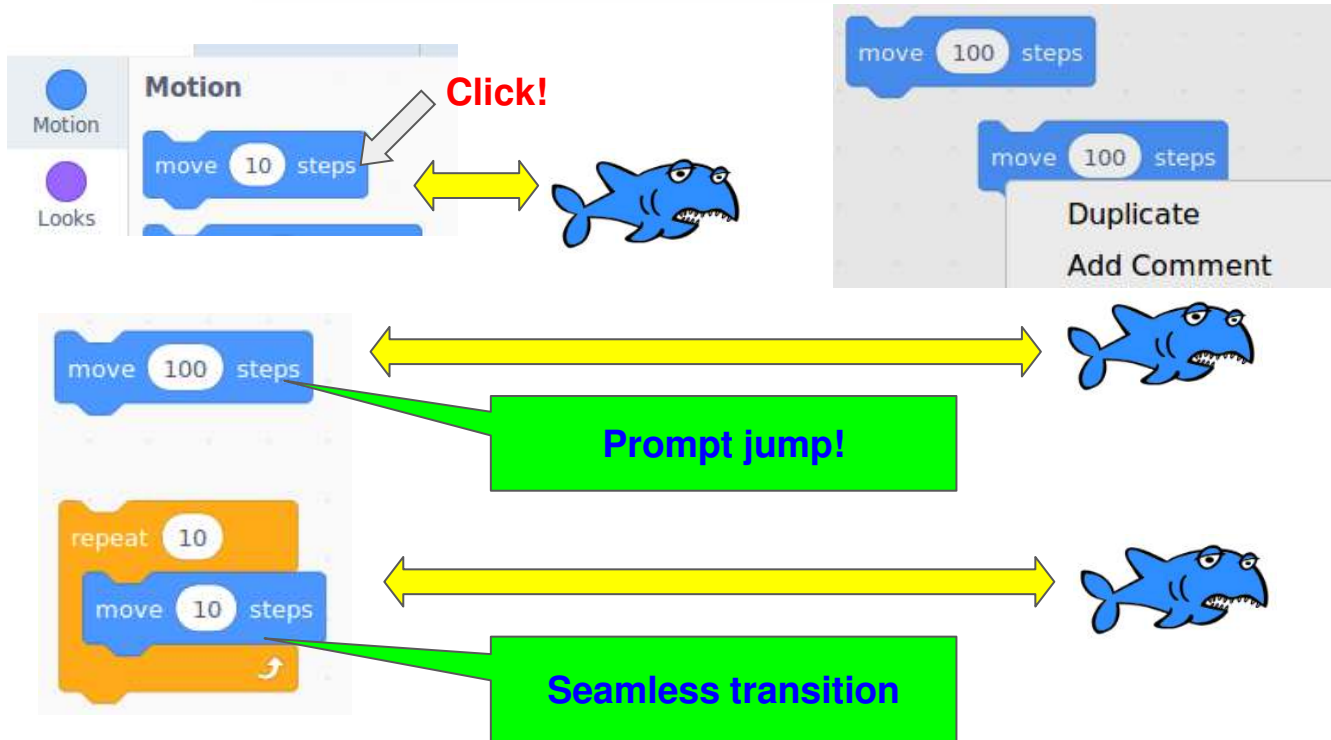 Motion
Motion
Click!
move 10 steps
Looks
move 100 steps
move 100 steps
Duplicate
Add Comment
move 100 steps
Prompt jump!
repeat 10
move 10 steps
Seamless transition